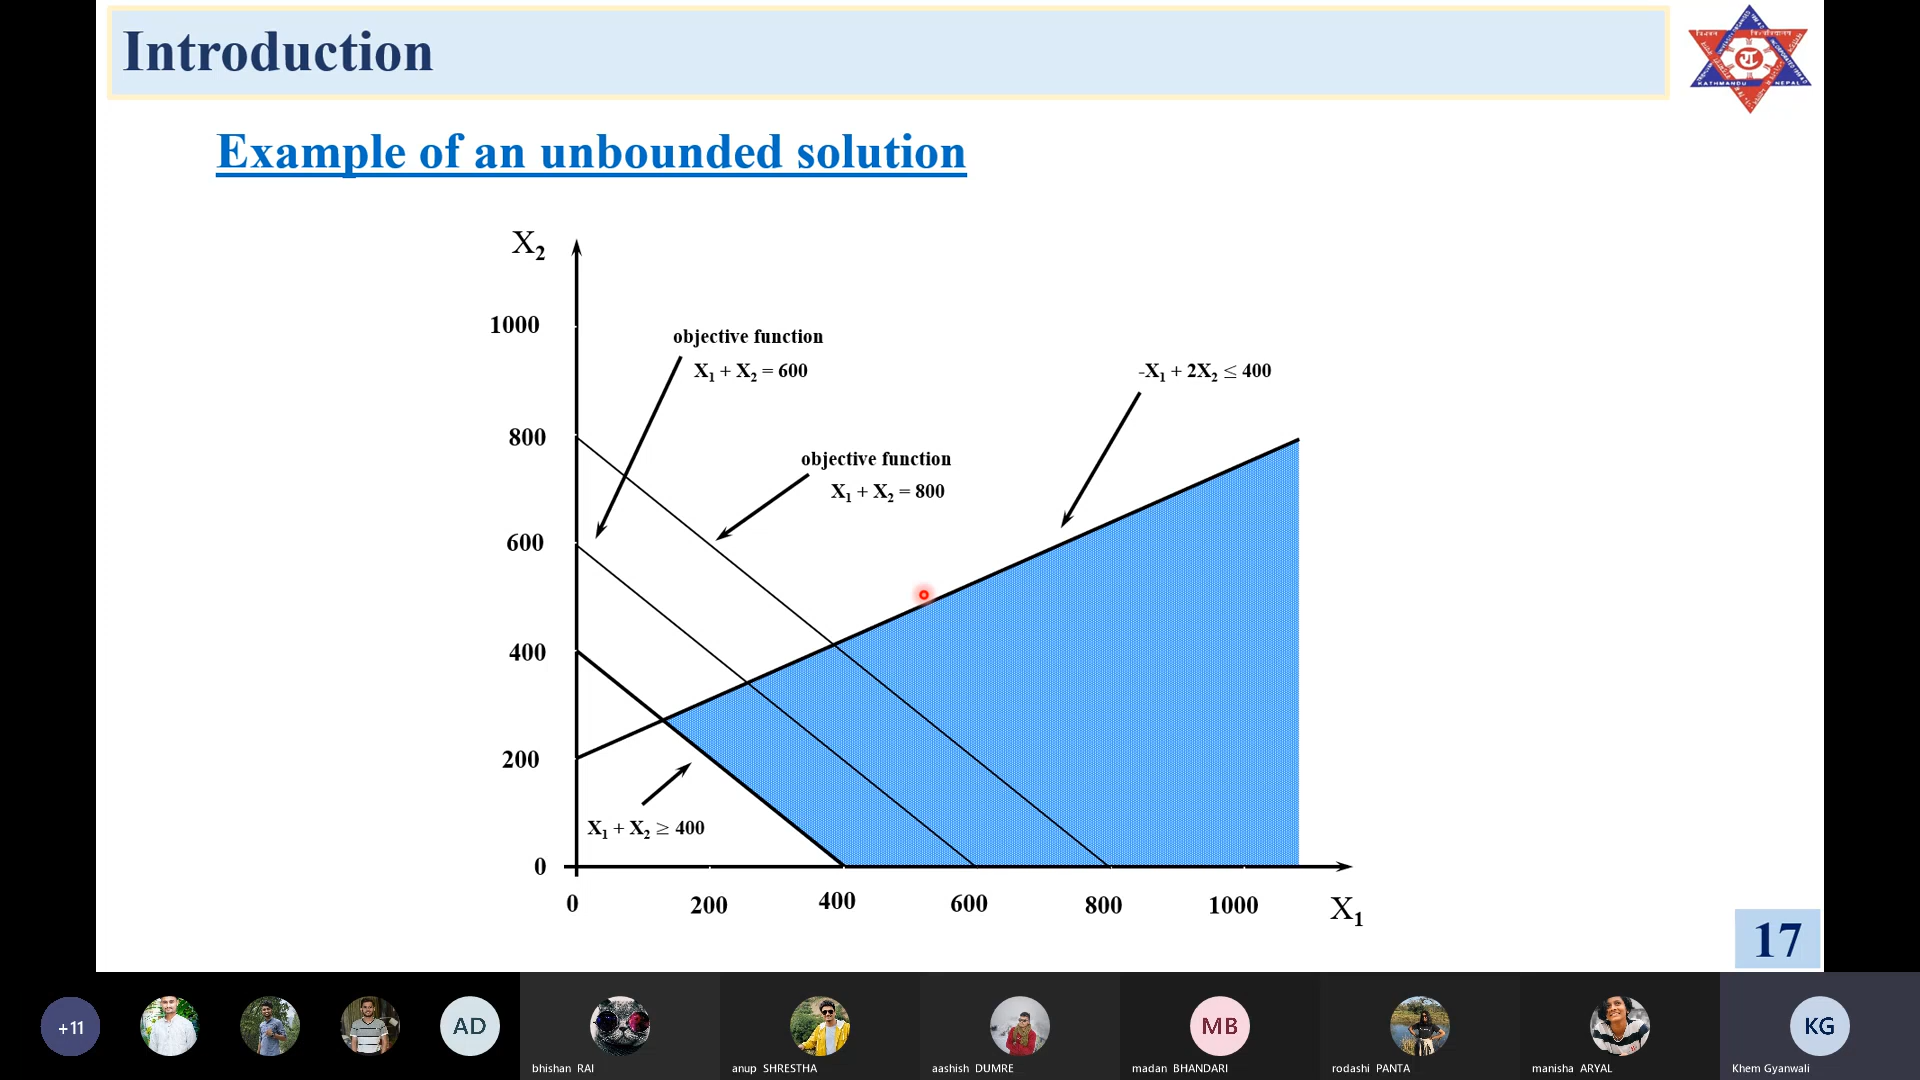 Introduction
Example of an unbounded solution
X₂
1000
800
600
400
200
0
objective function
X₁ + X₂ = 600
objective function
X₁ + X₂ = 800
-X₁ + 2X₂ ≤ 400
X₁ + X₂ ≥ 400
0 200 400 600 800 1000 X₁
17
KATHMANDU NEPAL
+11
AD
MB
KG
bhishan RAI
anup SHRESTHA
aashish DUMRE
madan BHANDARI
rodashi PANTA
manisha ARYAL
Khem Gyanwali